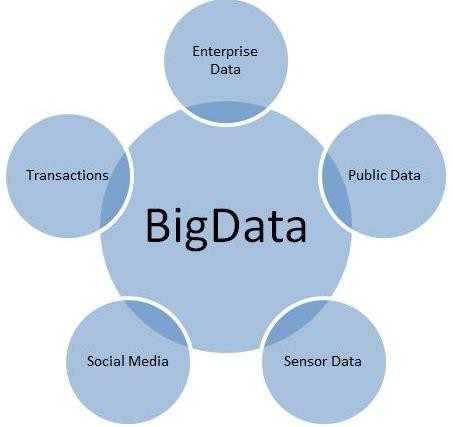 Enterprise
Data
Transactions
Public Data
BigData
Social Media
Sensor Data